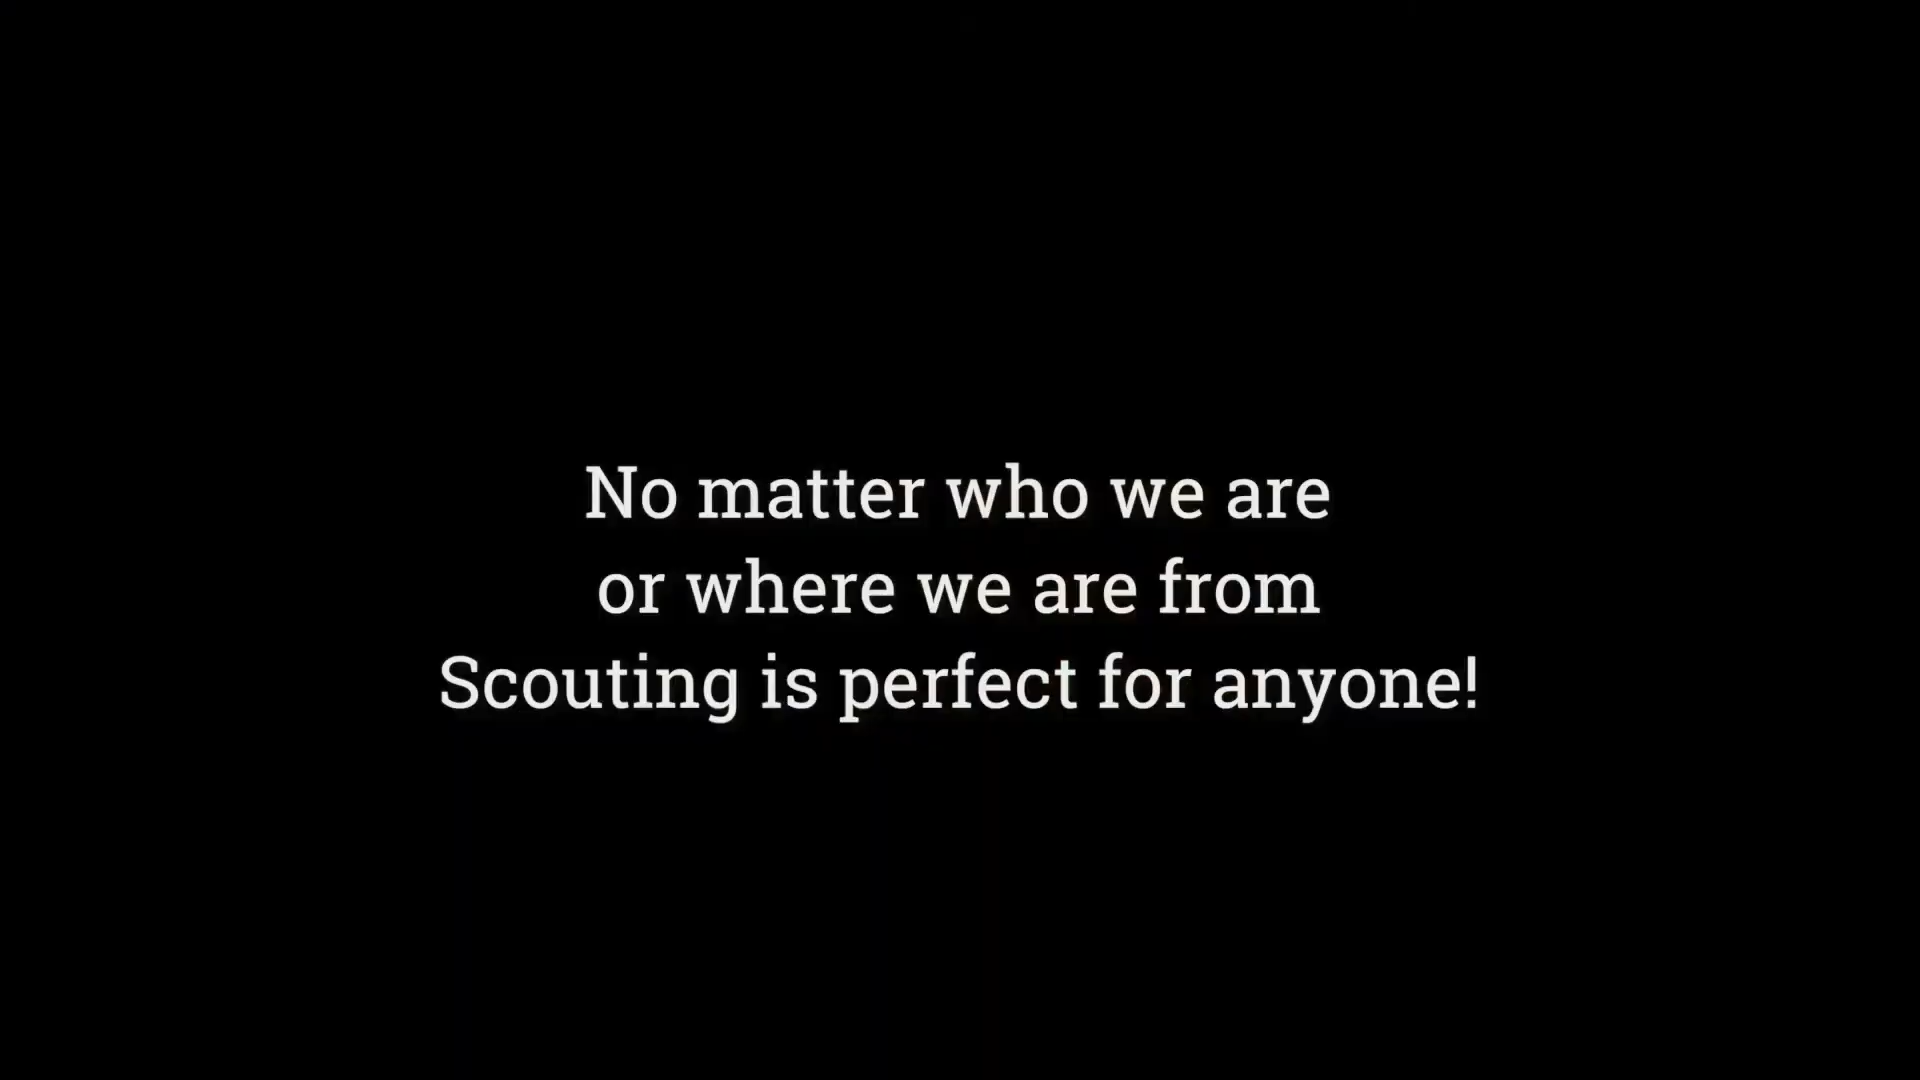 No matter who we are
or where we are from
Scouting is perfect for anyone!